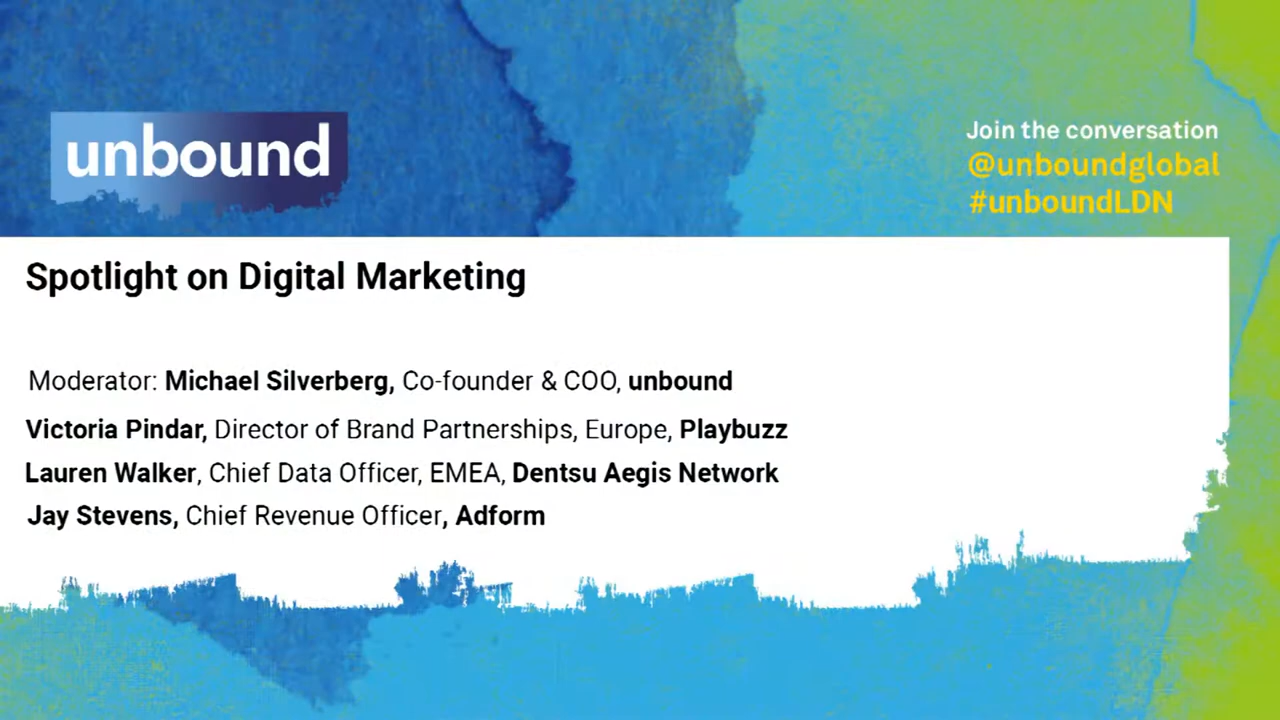 unbound
Join the conversation
@unboundglobal
#unboundLDN
Spotlight on Digital Marketing
Moderator: Michael Silverberg, Co-founder & COO, unbound
Victoria Pindar, Director of Brand Partnerships, Europe, Playbuzz
Lauren Walker, Chief Data Officer, EMEA, Dentsu Aegis Network
Jay Stevens, Chief Revenue Officer, Adform